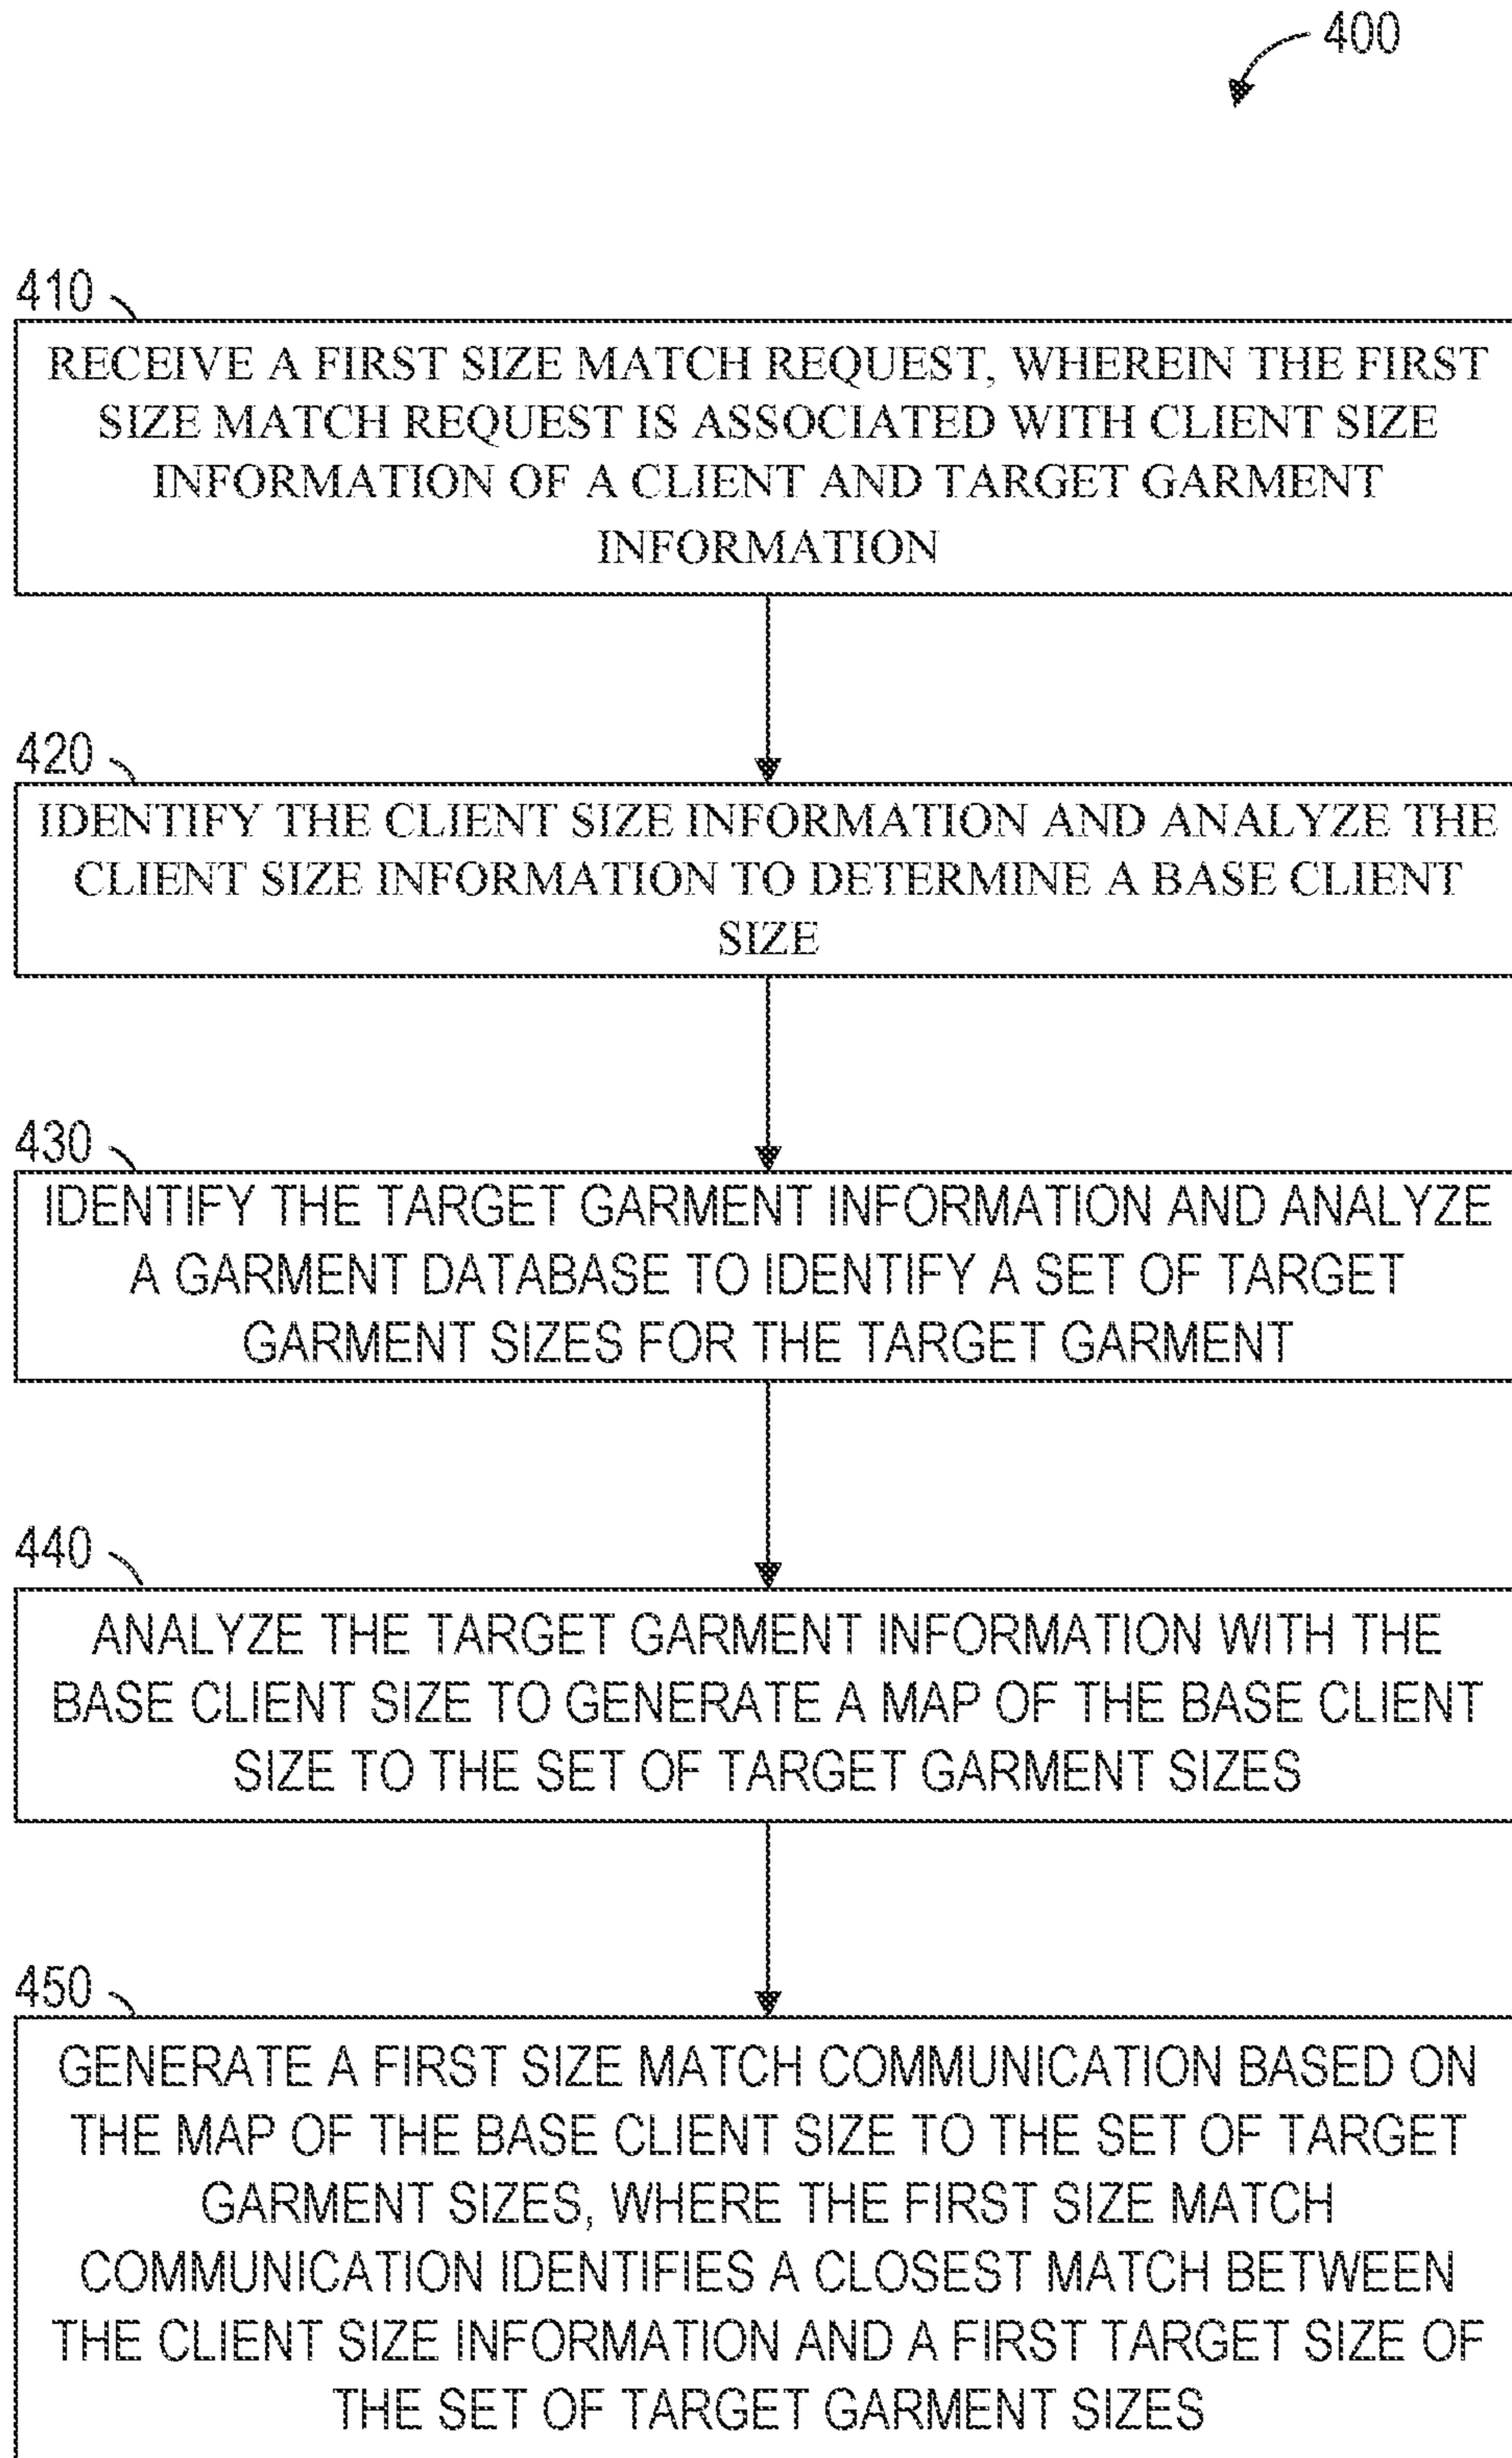 400
410
RECEIVE A FIRST SIZE MATCH REQUEST, WHEREIN THE FIRST
SIZE MATCH REQUEST IS ASSOCIATED WITH CLIENT SIZE
INFORMATION OF A CLIENT AND TARGET GARMENT
INFORMATION
420
IDENTIFY THE CLIENT SIZE INFORMATION AND ANALYZE THE
CLIENT SIZE INFORMATION TO DETERMINE A BASE CLIENT
SIZE
430
IDENTIFY THE TARGET GARMENT INFORMATION AND ANALYZE
A GARMENT DATABASE TO IDENTIFY A SET OF TARGET
GARMENT SIZES FOR THE TARGET GARMENT
440
ANALYZE THE TARGET GARMENT INFORMATION WITH THE
BASE CLIENT SIZE TO GENERATE A MAP OF THE BASE CLIENT
SIZE TO THE SET OF TARGET GARMENT SIZES
450
GENERATE A FIRST SIZE MATCH COMMUNICATION BASED ON
THE MAP OF THE BASE CLIENT SIZE TO THE SET OF TARGET
GARMENT SIZES, WHERE THE FIRST SIZE MATCH
COMMUNICATION IDENTIFIES A CLOSEST MATCH BETWEEN
THE CLIENT SIZE INFORMATION AND A FIRST TARGET SIZE OF
THE SET OF TARGET GARMENT SIZES